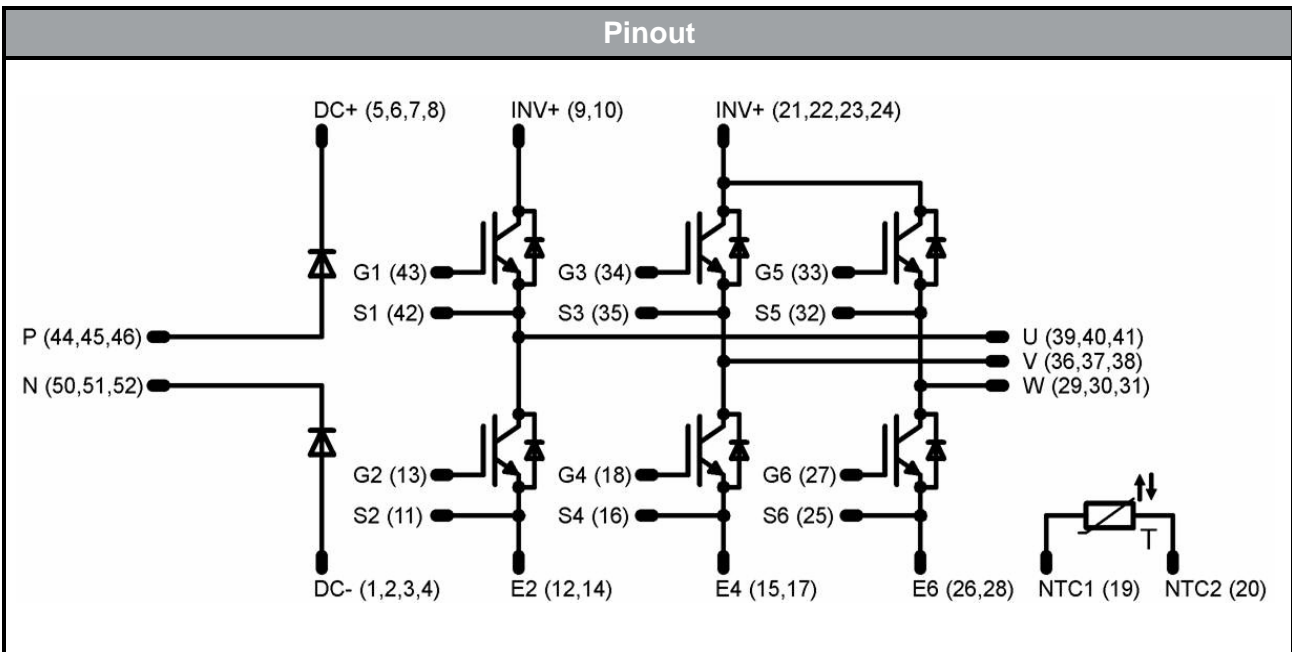 Pinout
DC+ (5,6,7,8)
INV+ (9,10)
INV+ (21,22,23,24)
G1 (43)
G3 (34)
G5 (33)
S1 (42)
S3 (35)
S5 (32)
P (44,45,46)
U (39,40,41)
V (36,37,38)
N (50,51,52)
W (29,30,31)
G2 (13)
G4 (18)
G6 (27)
S2 (11)
S4 (16)
S6 (25)
T
DC- (1,2,3,4)
E2 (12,14)
E4 (15,17)
E6 (26,28)
NTC1 (19)
NTC2 (20)